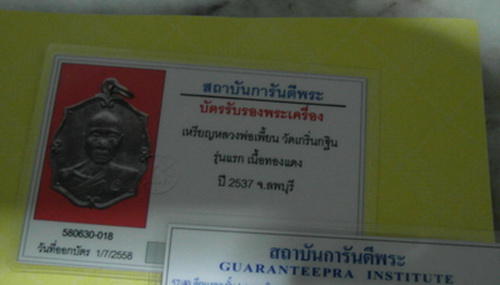 สถาบันการันตีพระ
บัตรรับรองพระเครื่อง
เหรียญหลวงพ่อเพี้ยน วัดเกริ่นกฐิน
รุ่นแรก เนื้อทองแดง
ปี 2537 จ.ลพบุรี
580630-018
วันที่ออกบัตร 1/7/2558
สถาบันการันตีพระ
GUARANTEEPRA INSTITUTE